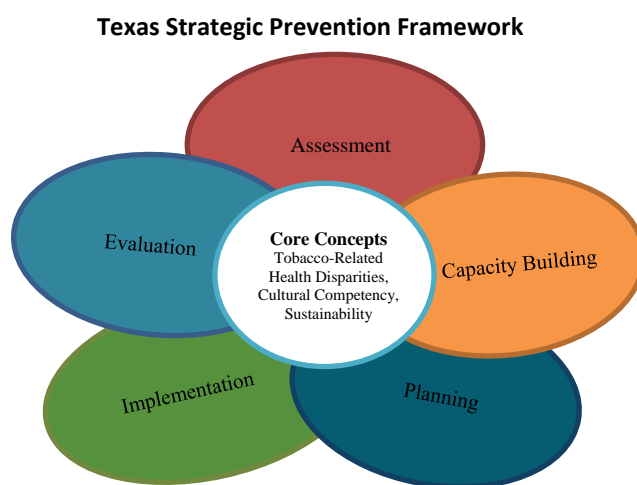 Texas Strategic Prevention Framework
Assessment
Evaluation
Core Concepts
Tobacco-Related
Health Disparities,
Cultural Competency,
Sustainability
Capacity Building
Implementation
Planning